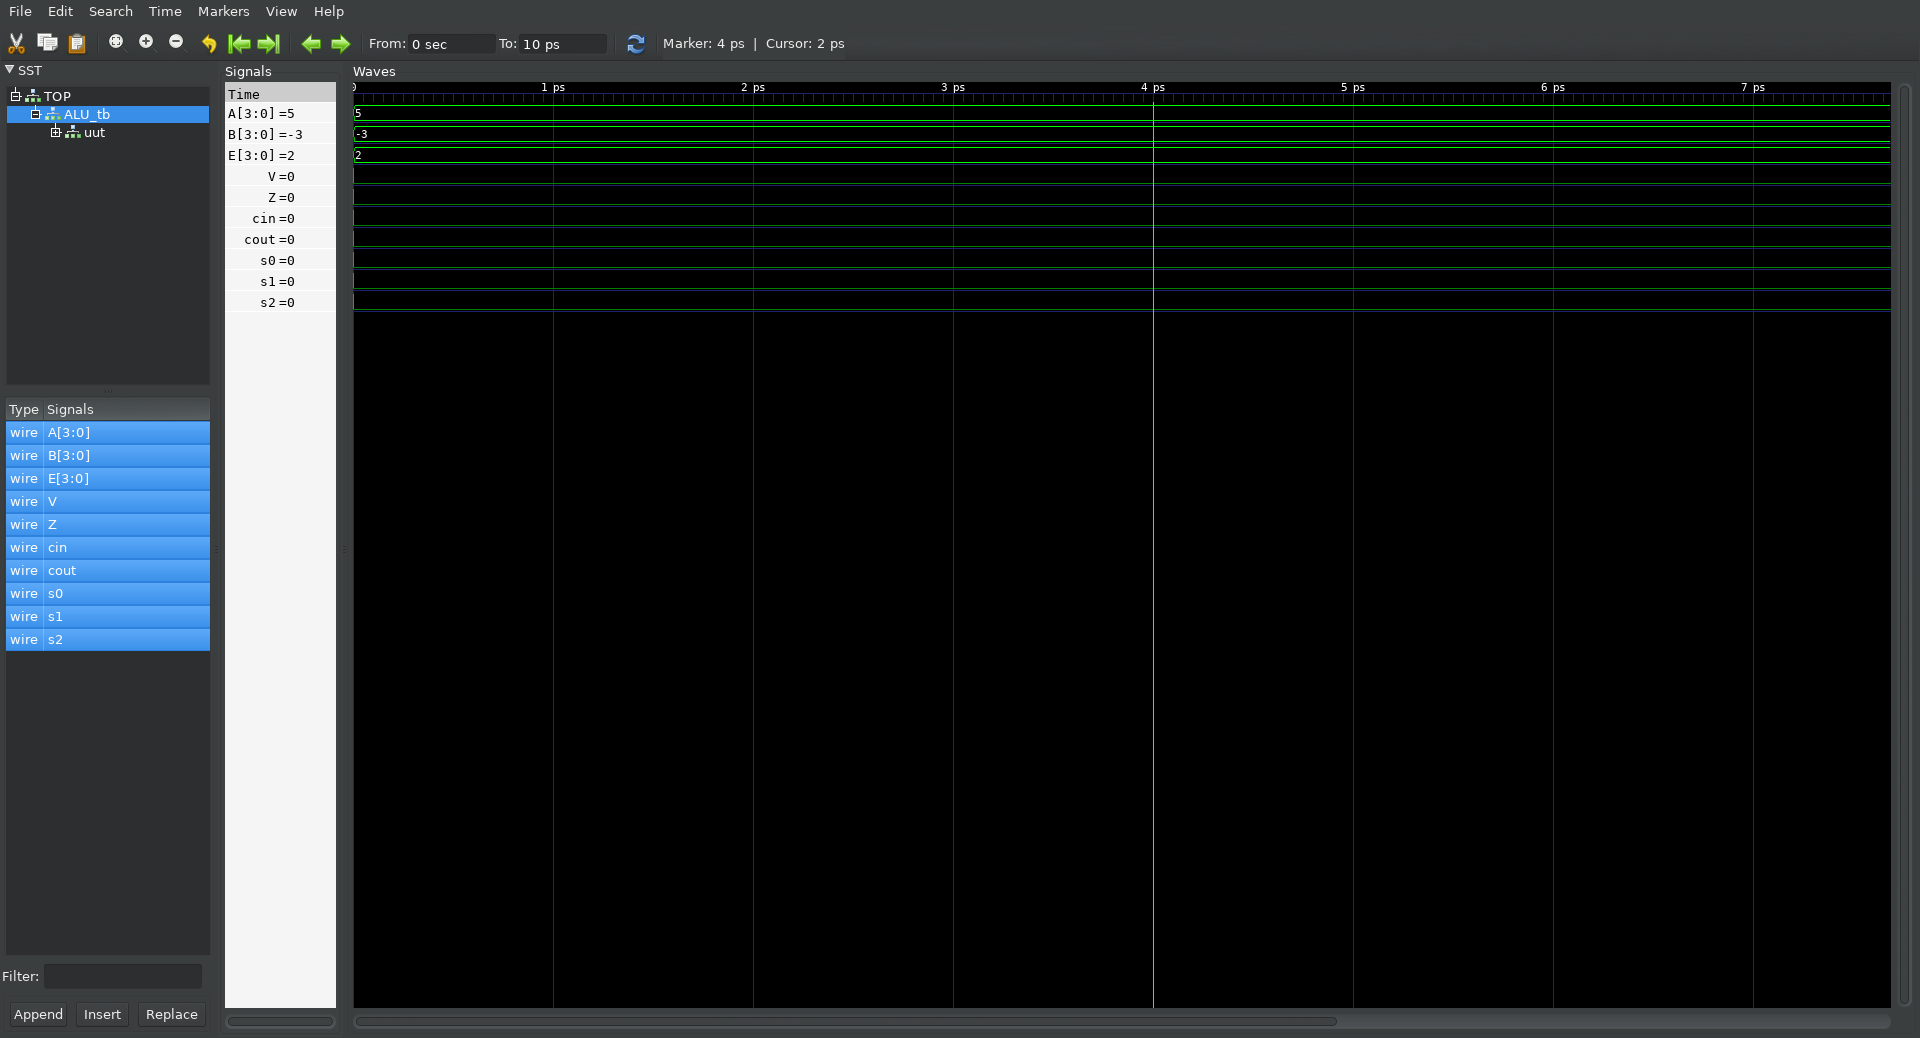 File Edit Search Time Markers View Help
From: 0 sec To: 10 ps Marker: 4 ps | Cursor: 2 ps
SST
TOP
ALU_tb
uut
Type Signals
wire A[3:0]
wire B[3:0]
wire E[3:0]
wire V
wire Z
wire cin
wire cout
wire s0
wire s1
wire s2
Filter:
Append Insert Replace
Signals
Time
A[3:0] =5
B[3:0] =-3
E[3:0] =2
V =0
Z =0
cin =0
cout =0
s0 =0
s1 =0
s2 =0
Waves
0 1 ps 2 ps 3 ps 4 ps 5 ps 6 ps 7 ps
5
-3
2